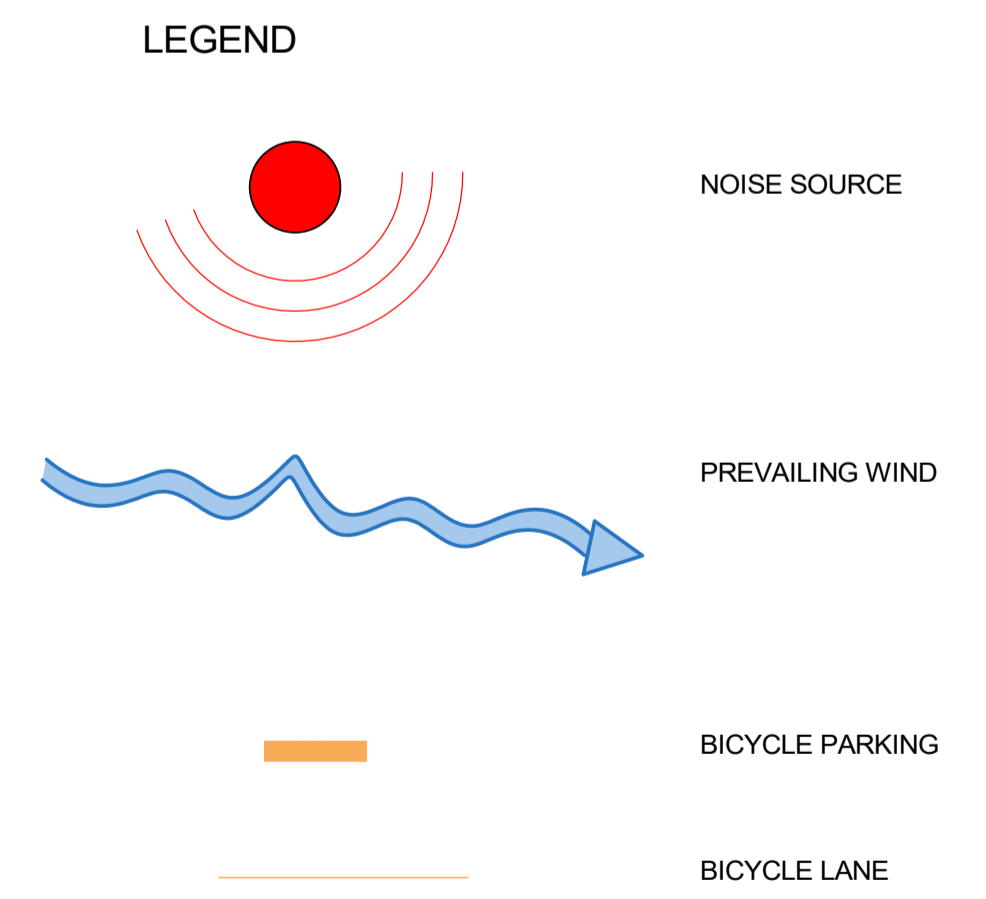 LEGEND
NOISE SOURCE
PREVAILING WIND
BICYCLE PARKING
BICYCLE LANE